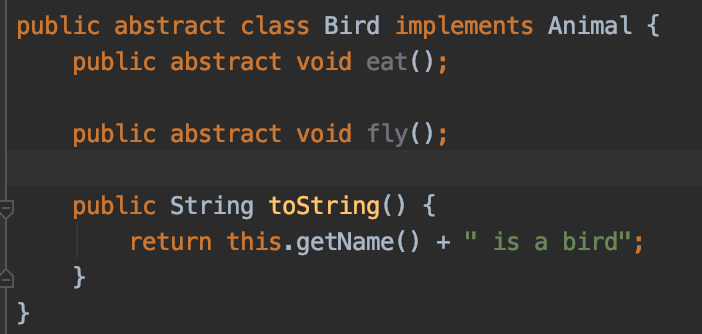 public abstract class Bird implements Animal {
    public abstract void eat();

    public abstract void fly();

    public String toString() {
        return this.getName() + " is a bird";
    }
}